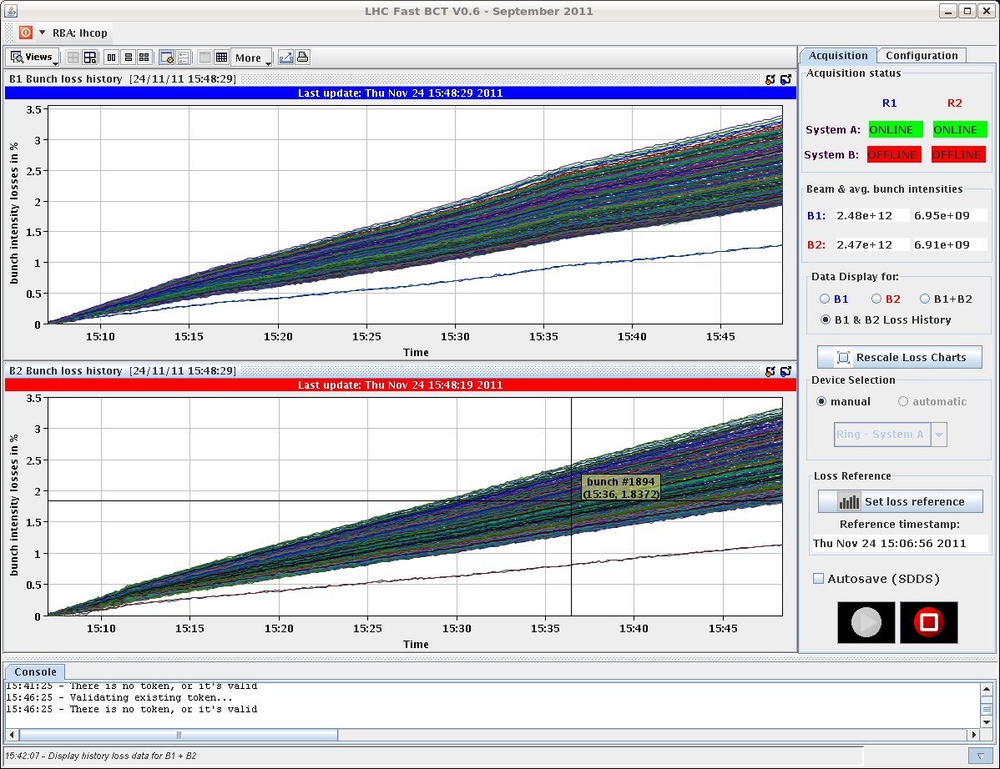 LHC Fast BCT V0.6 - September 2011
RBA: lhcop
Views
More
B1 Bunch loss history [24/11/11 15:48:29]
Last update: Thu Nov 24 15:48:29 2011
bunch intensity losses in %
3.5
3
2.5
2
1.5
1
0.5
0
15:10 15:15 15:20 15:25 15:30 15:35 15:40 15:45
Time
B2 Bunch loss history [24/11/11 15:48:29]
Last update: Thu Nov 24 15:48:19 2011
bunch intensity losses in %
3.5
3
2.5
2
1.5
1
0.5
0
bunch #1894
(15:36, 1.8372)
15:10 15:15 15:20 15:25 15:30 15:35 15:40 15:45
Time
Acquisition Configuration
Acquisition status
R1 R2
System A: ONLINE ONLINE
System B: OFFLINE OFFLINE
Beam & avg. bunch intensities
B1: 2.48e+12 6.95e+09
B2: 2.47e+12 6.91e+09
Data Display for:
B1 B2 B1+B2
B1 & B2 Loss History
Rescale Loss Charts
Device Selection
manual automatic
Ring - System A
Loss Reference
Set loss reference
Reference timestamp:
Thu Nov 24 15:06:56 2011
Autosave (SDDS)
Console
15:41:25 - There is no token, or it's valid
15:46:25 - Validating existing token...
15:46:25 - There is no token, or it's valid
15:42:07 - Display history loss data for B1 + B2